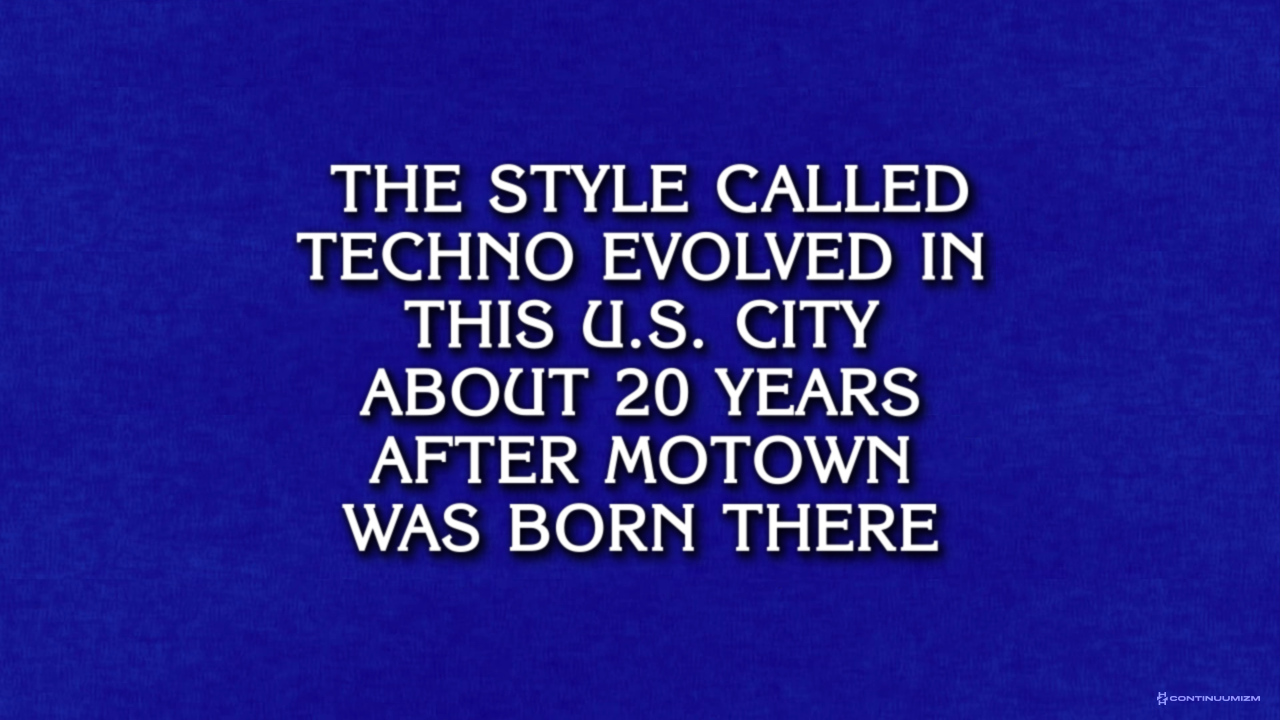 THE STYLE CALLED
TECHNO EVOLVED IN
THIS U.S. CITY
ABOUT 20 YEARS
AFTER MOTOWN
WAS BORN THERE
CONTINUUMIZM